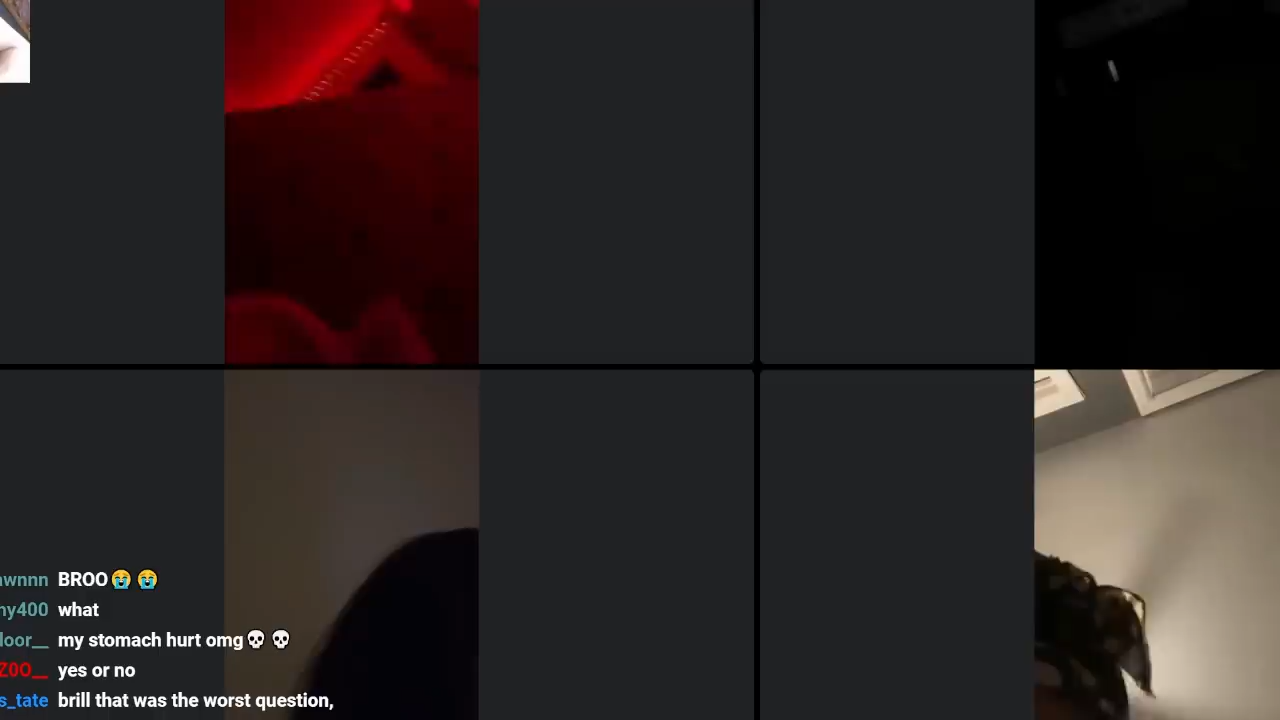 awnnn BROO😭😭
ny400 what
loor__ my stomach hurt omg💀💀
ZOO__ yes or no
s_tate brill that was the worst question,